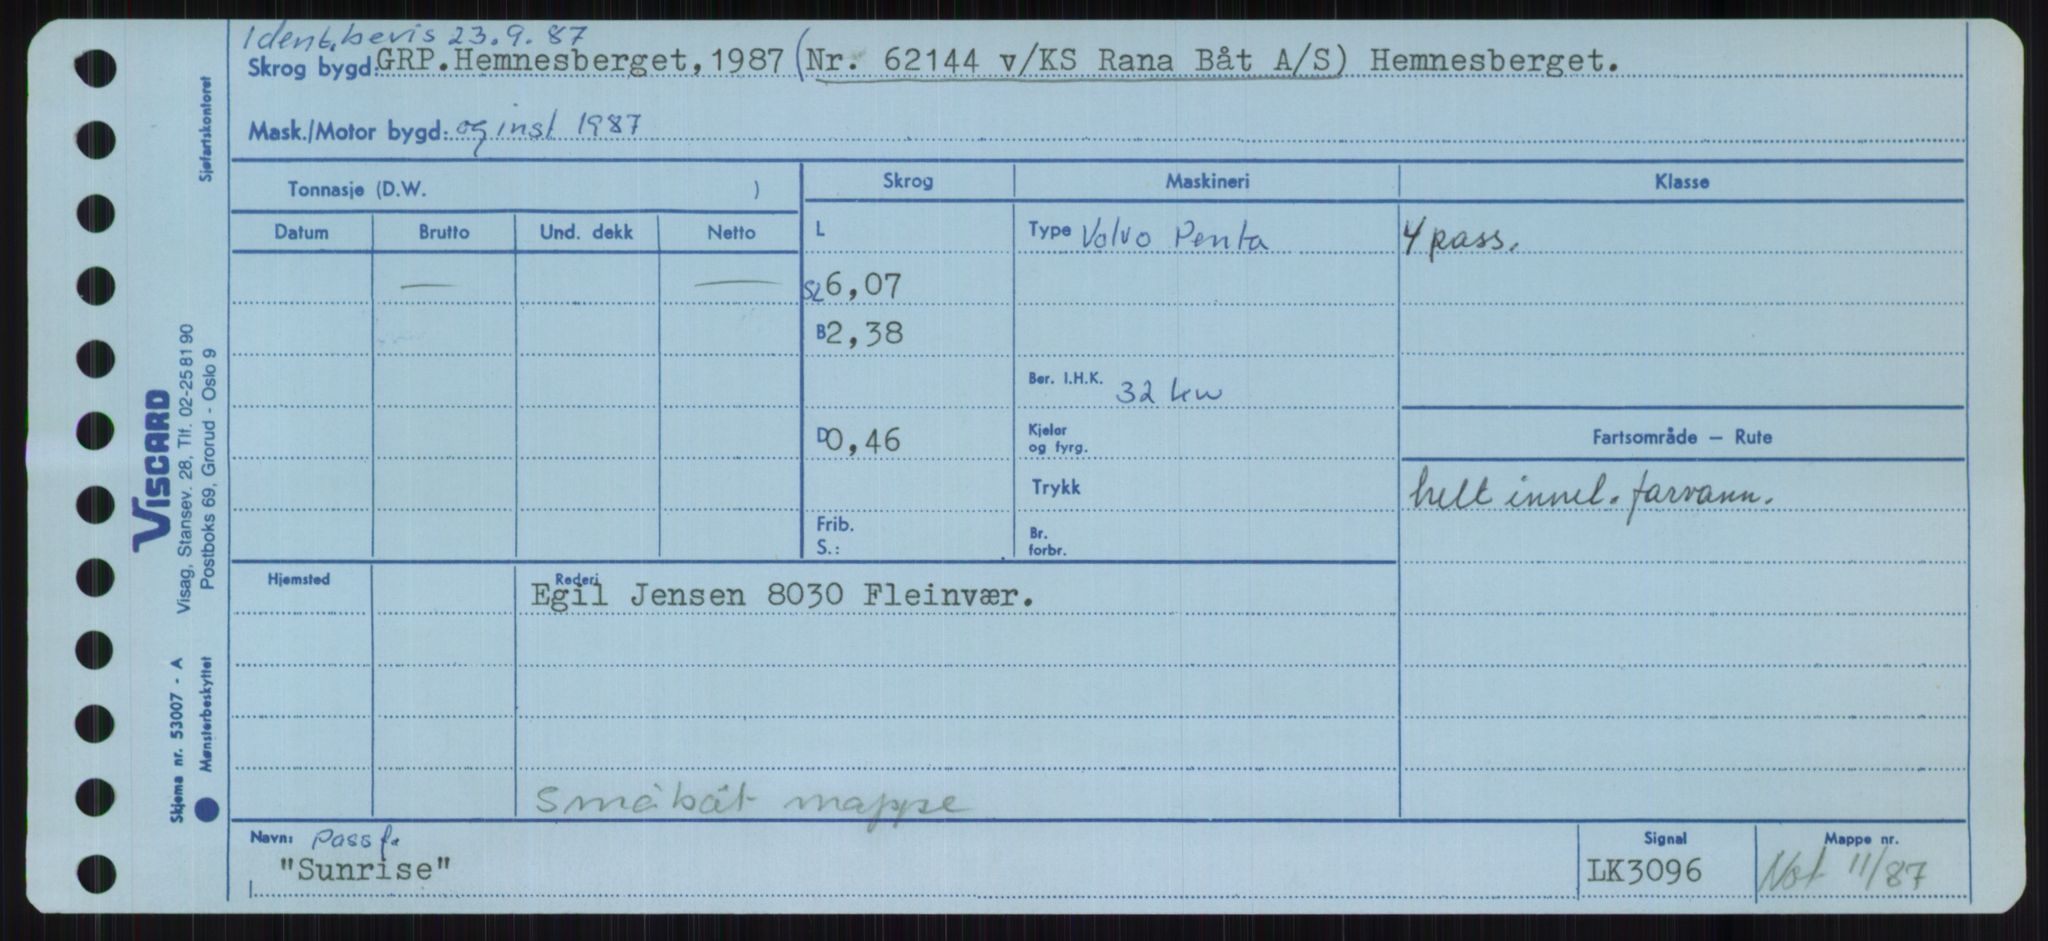 Ident.bevis 23.9.87
Skrog bygd: GRP. Hemnesberget, 1987 (Nr. 62144 v/KS Rana Båt A/S) Hemnesberget.
Mask./Motor bygd: og inst 1987
Tonnasje (D.W. )
Skrog Maskineri Klasse
Datum Brutto Und. dekk Netto
L
Type Volvo Penta
4 pass.
— —
SL 6,07
B 2,38
Ber. I.H.K. 32 kw
D 0,46
Kjeler og fyrg.
Fartsområde — Rute
Trykk
helt innel. farvann.
Frib. S.:
Br. forbr.
Hjemsted Rederi
Egil Jensen 8030 Fleinvær.
Småbåt mappe
Navn: Pass f.
"Sunrise"
Signal
LK3096
Mappe nr.
Not 11/87
Sjøfartskontoret
VISCARD
Visag, Stansev. 28, Tlf. 02-25 81 90
Postboks 69, Grorud - Oslo 9
Skjema nr. 53007 - A
Mønsterbeskyttet